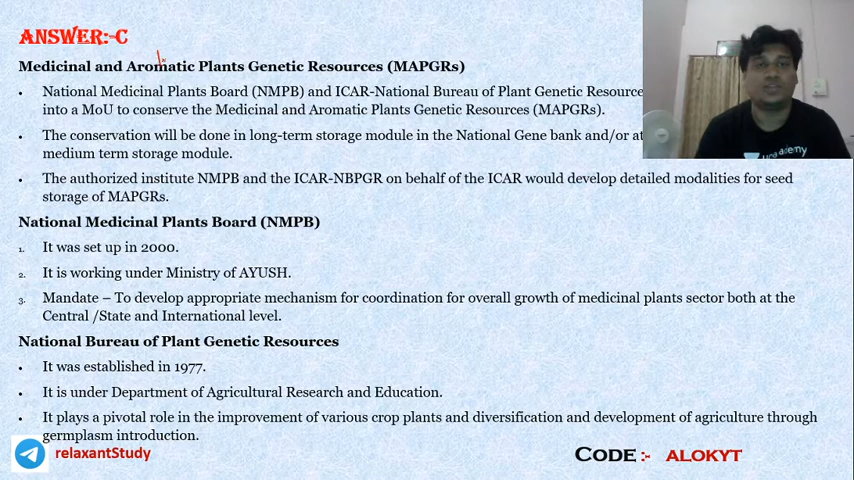 ANSWER:- C
Medicinal and Aromatic Plants Genetic Resources (MAPGRs)
• National Medicinal Plants Board (NMPB) and ICAR-National Bureau of Plant Genetic Resource
into a MoU to conserve the Medicinal and Aromatic Plants Genetic Resources (MAPGRs).
• The conservation will be done in long-term storage module in the National Gene bank and/or at
medium term storage module.
• The authorized institute NMPB and the ICAR-NBPGR on behalf of the ICAR would develop detailed modalities for seed
storage of MAPGRs.
National Medicinal Plants Board (NMPB)
1. It was set up in 2000.
2. It is working under Ministry of AYUSH.
3. Mandate – To develop appropriate mechanism for coordination for overall growth of medicinal plants sector both at the
Central /State and International level.
National Bureau of Plant Genetic Resources
• It was established in 1977.
• It is under Department of Agricultural Research and Education.
• It plays a pivotal role in the improvement of various crop plants and diversification and development of agriculture through
germplasm introduction.
relaxantStudy
CODE :- ALOKYT